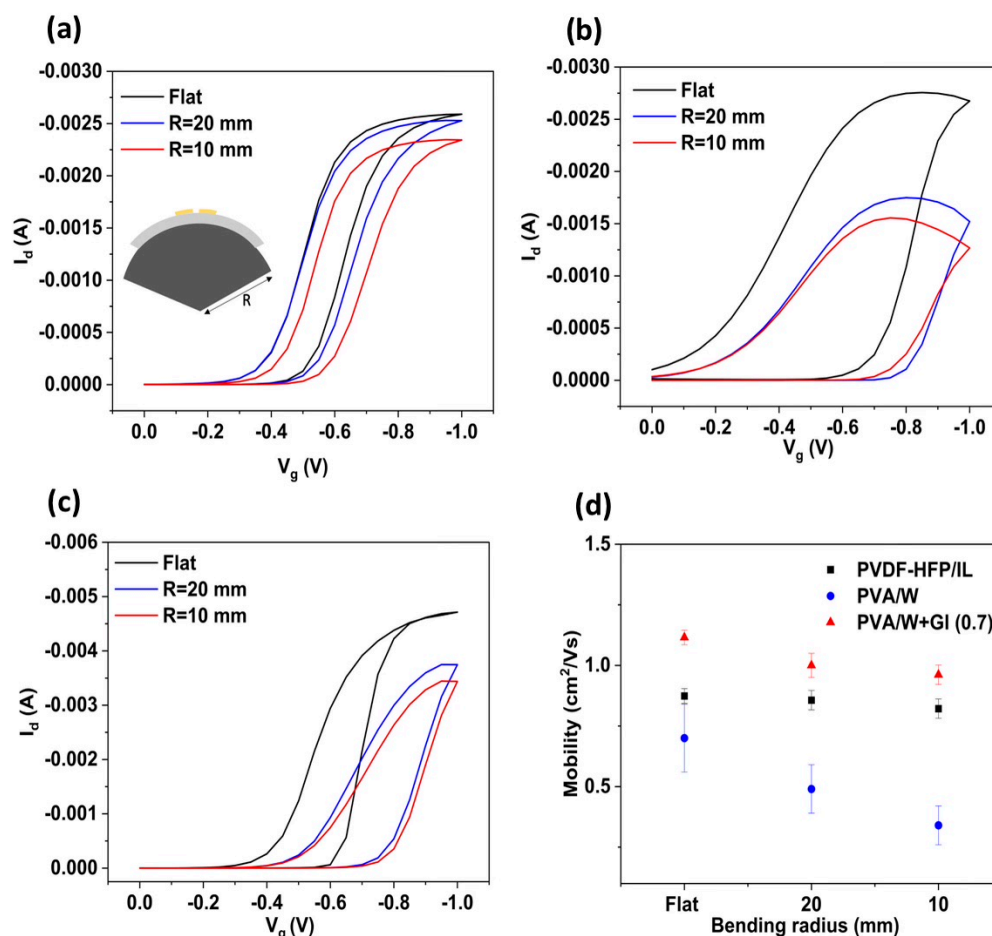 (a)
-0.0030
-0.0025
-0.0020
-0.0015
-0.0010
-0.0005
0.0000
I_d (A)
Flat
R=20 mm
R=10 mm
R
0.0 -0.2 -0.4 -0.6 -0.8 -1.0
V_g (V)
(b)
-0.0030
-0.0025
-0.0020
-0.0015
-0.0010
-0.0005
0.0000
I_d (A)
Flat
R=20 mm
R=10 mm
0.0 -0.2 -0.4 -0.6 -0.8 -1.0
V_g (V)
(c)
-0.006
-0.005
-0.004
-0.003
-0.002
-0.001
0.000
I_d (A)
Flat
R=20 mm
R=10 mm
0.0 -0.2 -0.4 -0.6 -0.8 -1.0
V_g (V)
(d)
1.5
1.0
0.5
Mobility (cm²/Vs)
PVDF-HFP/IL
PVA/W
PVA/W+Gl (0.7)
Flat 20 10
Bending radius (mm)